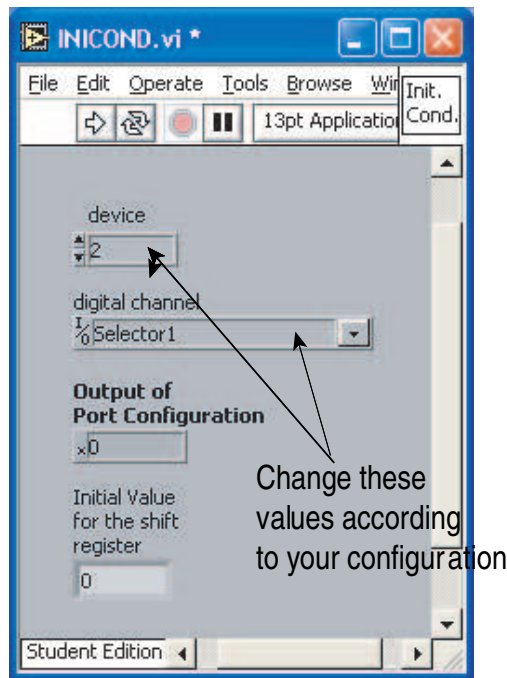 INICOND.vi *
File Edit Operate Tools Browse
Init.
Cond.
13pt Application
device
2
digital channel
I/O Selector1
Output of
Port Configuration
x0
Initial Value
for the shift
register
0
Change these
values according
to your configuration
Student Edition